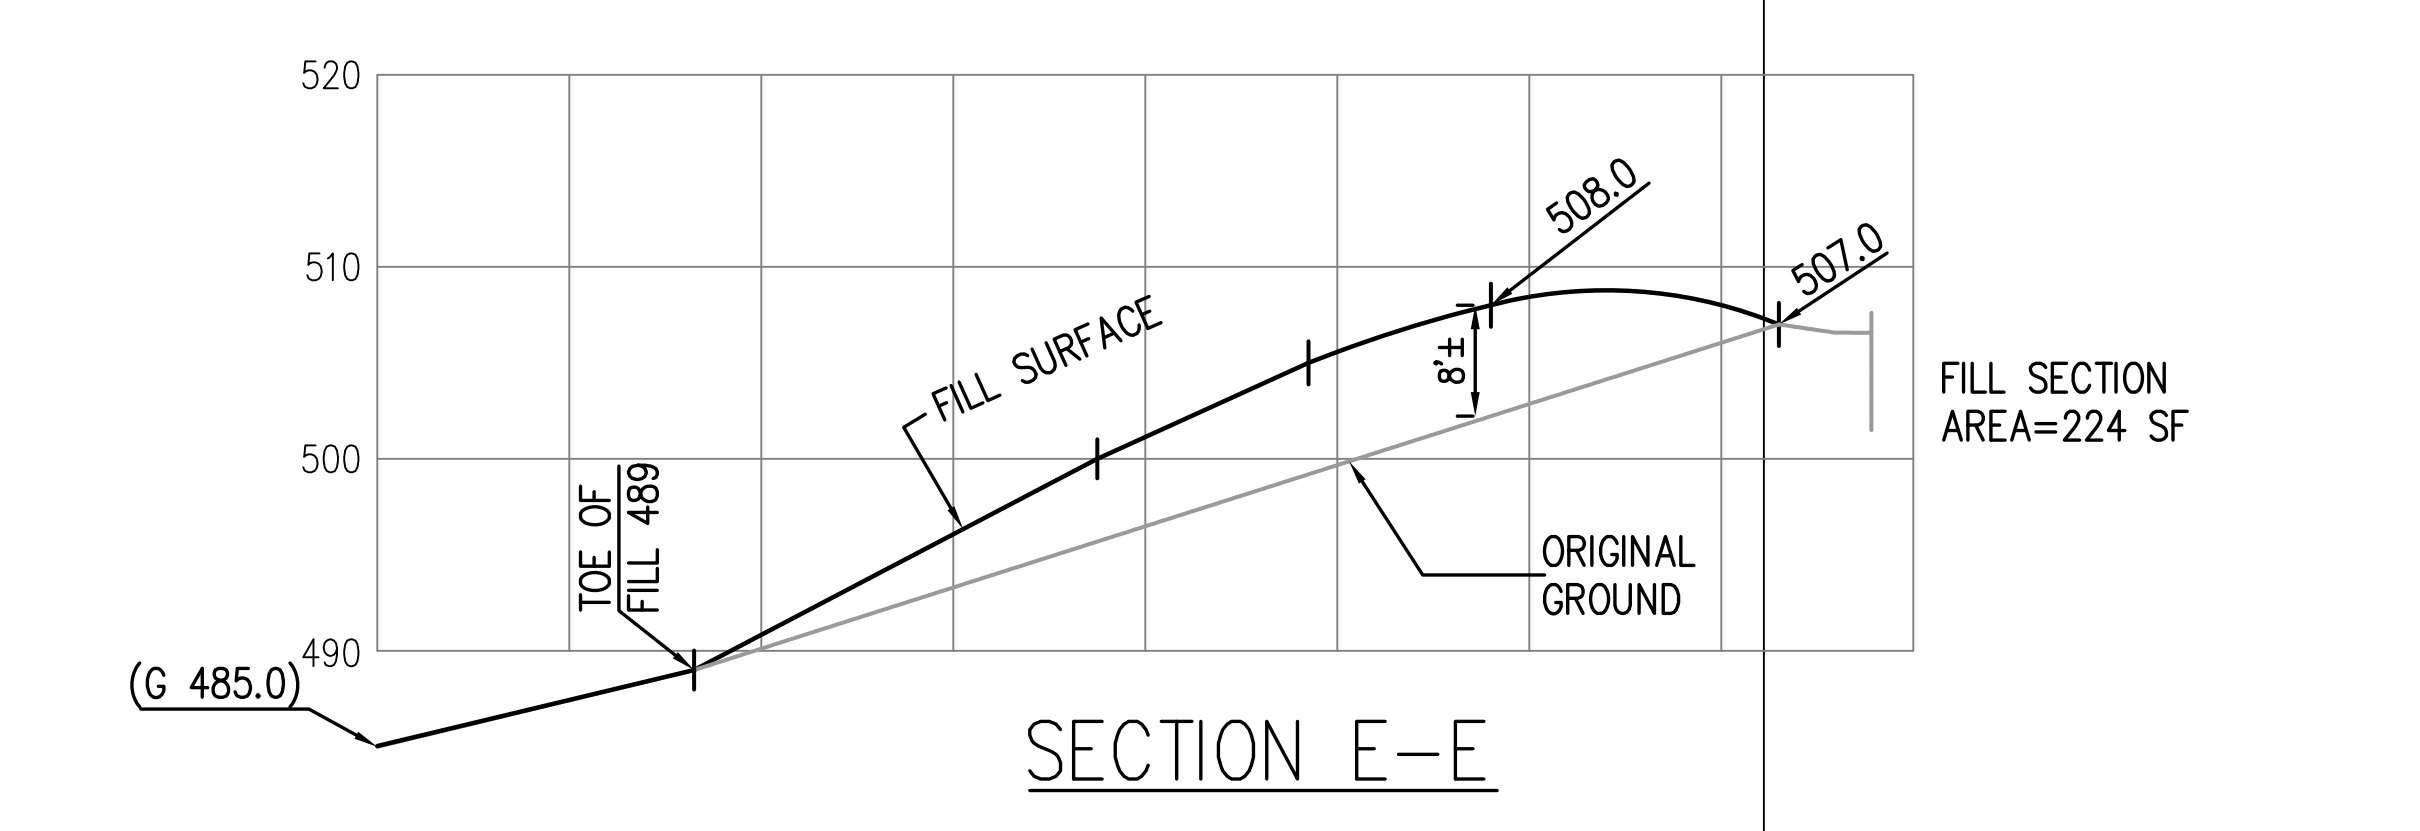 520
510
500
490
508.0
507.0
FILL SURFACE
8'±
TOE OF
FILL 489
FILL SECTION
AREA=224 SF
ORIGINAL
GROUND
(G 485.0)
SECTION E-E